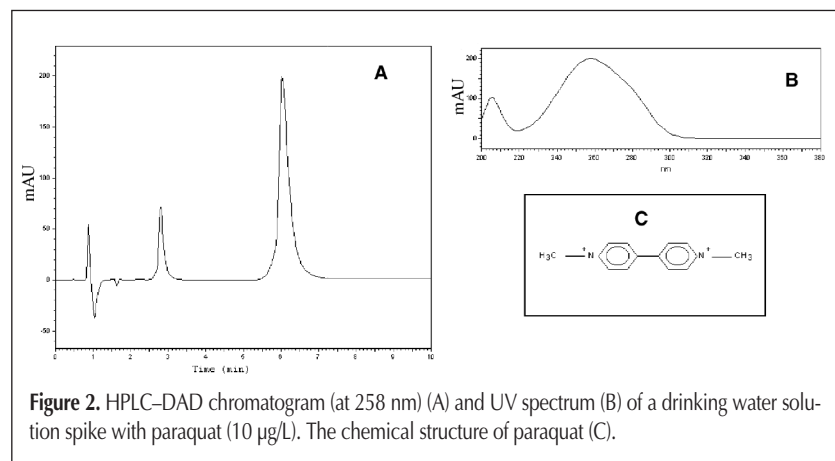 A
mAU
200
150
100
50
0
-50
0 1 2 3 4 5 6 7 8 9 10
Time (min)
B
mAU
200
100
0
200 220 240 260 280 300 320 340 360 380
nm
C
H₃C — N + N + — CH₃
Figure 2. HPLC–DAD chromatogram (at 258 nm) (A) and UV spectrum (B) of a drinking water solu-
tion spike with paraquat (10 µg/L). The chemical structure of paraquat (C).